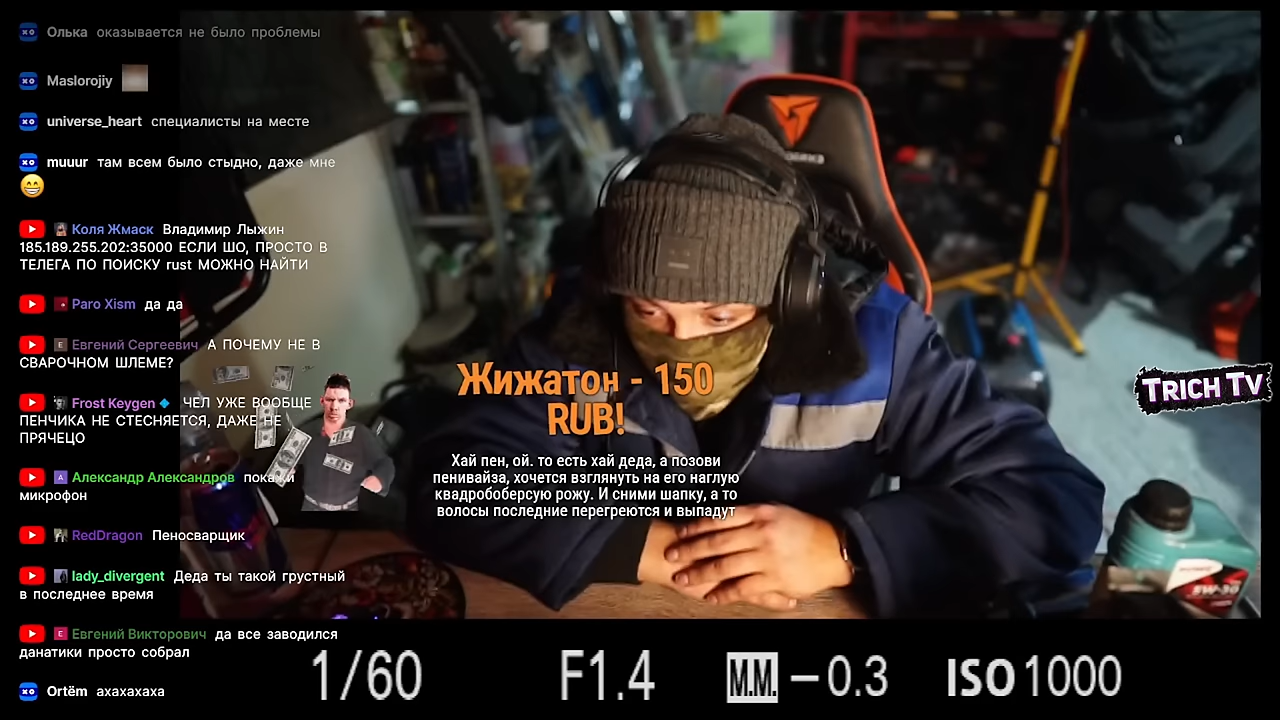 Олька оказывается не было проблемы
Maslorojiy
universe_heart специалисты на месте
muuur там всем было стыдно, даже мне
😁
Коля Жмаск Владимир Лыжин
185.189.255.202:35000 ЕСЛИ ШО, ПРОСТО В
ТЕЛЕГА ПО ПОИСКУ rust МОЖНО НАЙТИ
Paro Xism да да
Евгений Сергеевич А ПОЧЕМУ НЕ В
СВАРОЧНОМ ШЛЕМЕ?
Frost Keygen ЧЕЛ УЖЕ ВООБЩЕ
ПЕНЧИКА НЕ СТЕСНЯЕТСЯ, ДАЖЕ НЕ
ПРЯЧЕЦО
Александр Александров покажи
микрофон
RedDragon Пеносварщик
lady_divergent Деда ты такой грустный
в последнее время
Евгений Викторович да все заводился
данатики просто собрал
Ortëm ахахахаха
Жижатон - 150
RUB!
Хай пен, ой. то есть хай деда, а позови
пенивайза, хочется взглянуть на его наглую
квадробоберсую рожу. И сними шапку, а то
волосы последние перегреются и выпадут
TRICH TV
5W-30
1/60 F1.4 M.M. –0.3 ISO 1000